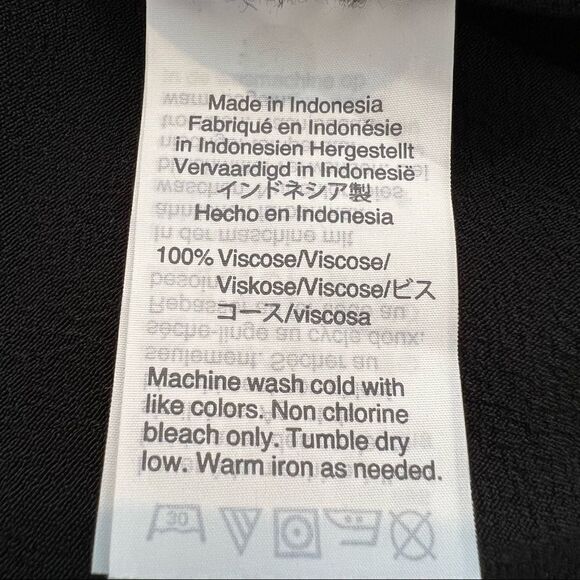 Made in Indonesia
Fabriqué en Indonésie
in Indonesien Hergestellt
Vervaardigd in Indonesië
インドネシア製
Hecho en Indonesia
100% Viscose/Viscose/
Viskose/Viscose/ビス
コース/viscosa
Machine wash cold with
like colors. Non chlorine
bleach only. Tumble dry
low. Warm iron as needed.
30